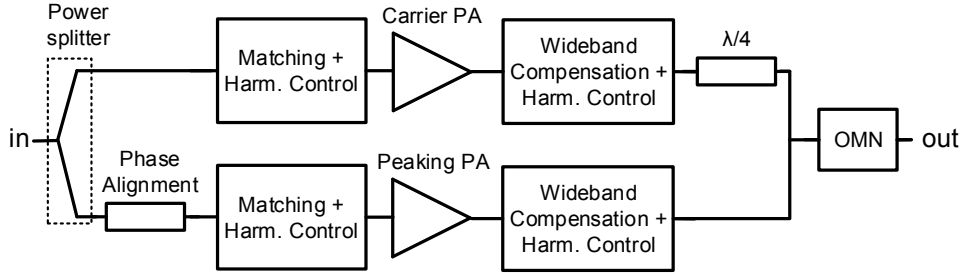 Power
splitter
Carrier PA
λ/4
Matching +
Harm. Control
Wideband
Compensation +
Harm. Control
in
OMN
out
Phase
Alignment
Peaking PA
Matching +
Harm. Control
Wideband
Compensation +
Harm. Control